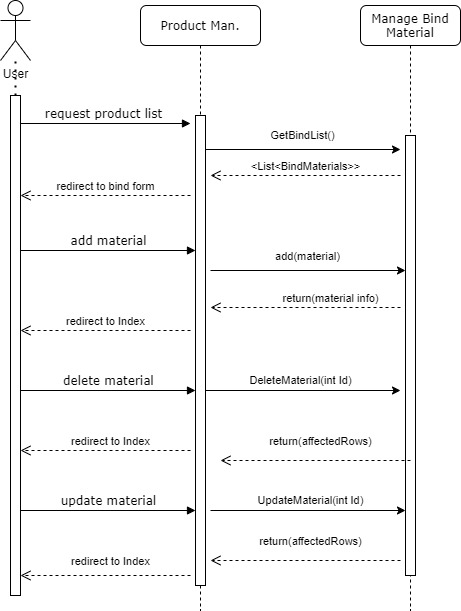 Product Man.
Manage Bind
Material
User
request product list
GetBindList()
<List<BindMaterials>>
redirect to bind form
add material
add(material)
return(material info)
redirect to Index
delete material
DeleteMaterial(int Id)
redirect to Index
return(affectedRows)
update material
UpdateMaterial(int Id)
return(affectedRows)
redirect to Index